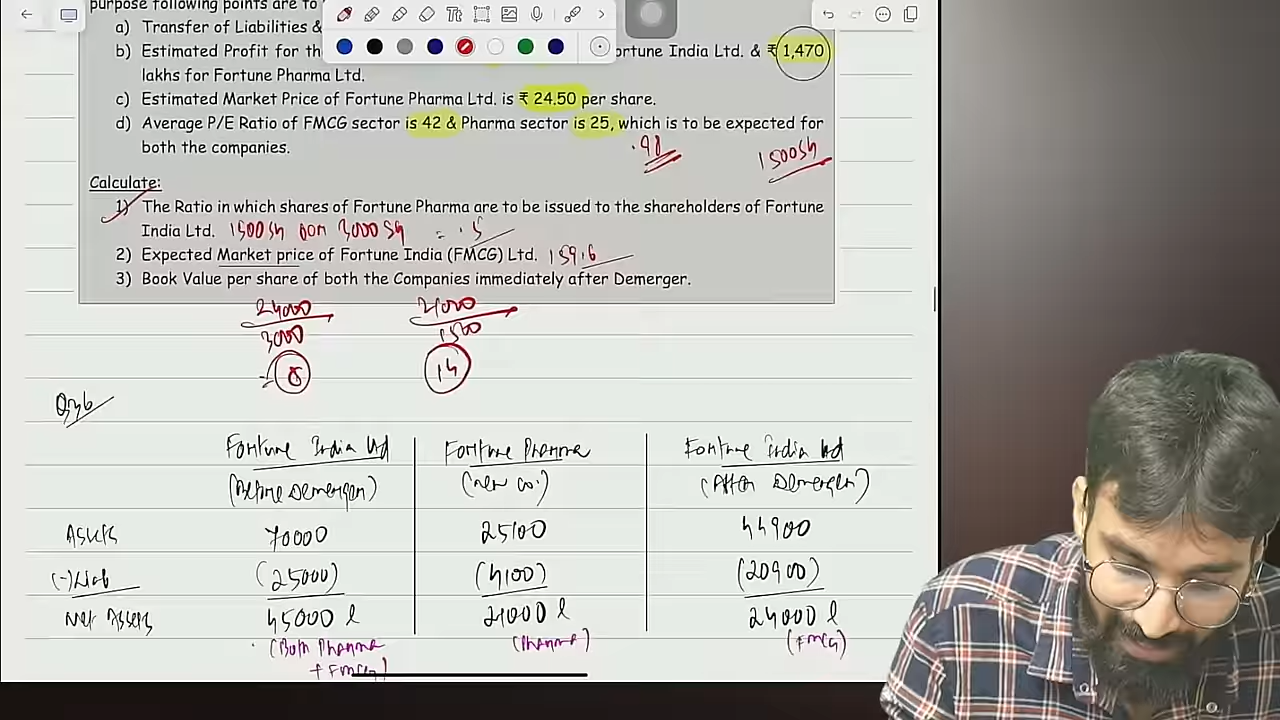 purpose following points are to
a) Transfer of Liabilities &
b) Estimated Profit for th ortune India Ltd. & ₹ 1,470
lakhs for Fortune Pharma Ltd.
c) Estimated Market Price of Fortune Pharma Ltd. is ₹ 24.50 per share.
d) Average P/E Ratio of FMCG sector is 42 & Pharma sector is 25, which is to be expected for
both the companies.
.98
1500Sh
Calculate:
1) The Ratio in which shares of Fortune Pharma are to be issued to the shareholders of Fortune
India Ltd. 1500Sh for 3000Sh = .5
2) Expected Market price of Fortune India (FMCG) Ltd. 159.6
3) Book Value per share of both the Companies immediately after Demerger.
24000 21000
3000 1500
= 8 14
Fortune India Ltd Fortune Pharma Fortune India Ltd
(Before Demerger) (new co.) (After Demerger)
Assets 70000 25100 44900
(-) Liab (25000) (4100) (20900)
Net Assets 45000 l 21000 l 24000 l
(Both Pharma (Pharma) (FMCG)
+ FMCG)